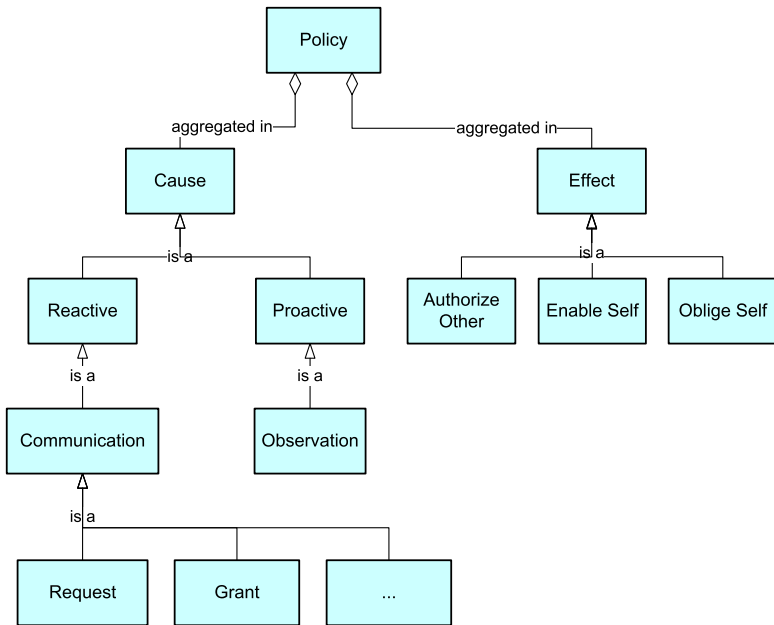 Policy
aggregated in
aggregated in
Cause
Effect
is a
is a
Reactive
Proactive
Authorize
Other
Enable Self
Oblige Self
is a
is a
Communication
Observation
is a
Request
Grant
...